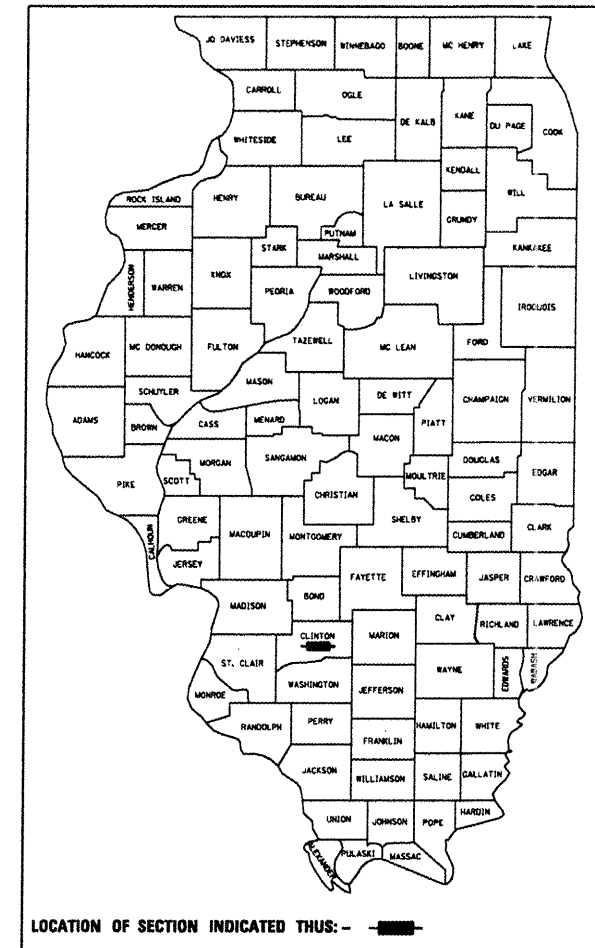 JO DAVIESS STEPHENSON WINNEBAGO BOONE MC HENRY LAKE
CARROLL OGLE DE KALB KANE DU PAGE COOK
WHITESIDE LEE KENDALL WILL
ROCK ISLAND HENRY BUREAU LA SALLE GRUNDY
MERCER PUTNAM KANKAKEE
STARK MARSHALL
HENDERSON WARREN KNOX PEORIA WOODFORD LIVINGSTON IROQUOIS
HANCOCK MC DONOUGH FULTON TAZEWELL MC LEAN FORD
SCHUYLER MASON LOGAN DE WITT CHAMPAIGN VERMILION
ADAMS BROWN CASS MENARD MACON PIATT
MORGAN SANGAMON DOUGLAS EDGAR
PIKE SCOTT CHRISTIAN MOULTRIE COLES
GREENE MACOUPIN MONTGOMERY SHELBY CUMBERLAND CLARK
CALHOUN JERSEY
FAYETTE EFFINGHAM JASPER CRAWFORD
MADISON BOND CLAY RICHLAND LAWRENCE
CLINTON MARION
ST. CLAIR WAYNE EDWARDS WABASH
MONROE WASHINGTON JEFFERSON
RANDOLPH PERRY HAMILTON WHITE
FRANKLIN
JACKSON WILLIAMSON SALINE GALLATIN
UNION JOHNSON POPE HARDIN
ALEXANDER PULASKI MASSAC
LOCATION OF SECTION INDICATED THUS: -